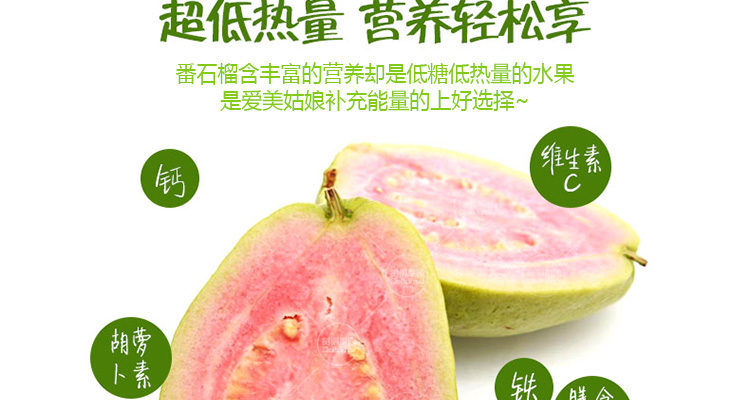 超低热量 营养轻松享
番石榴含丰富的营养却是低糖低热量的水果
是爱美姑娘补充能量的上好选择~
钙
维生素
C
胡萝
卜素
铁
膳食